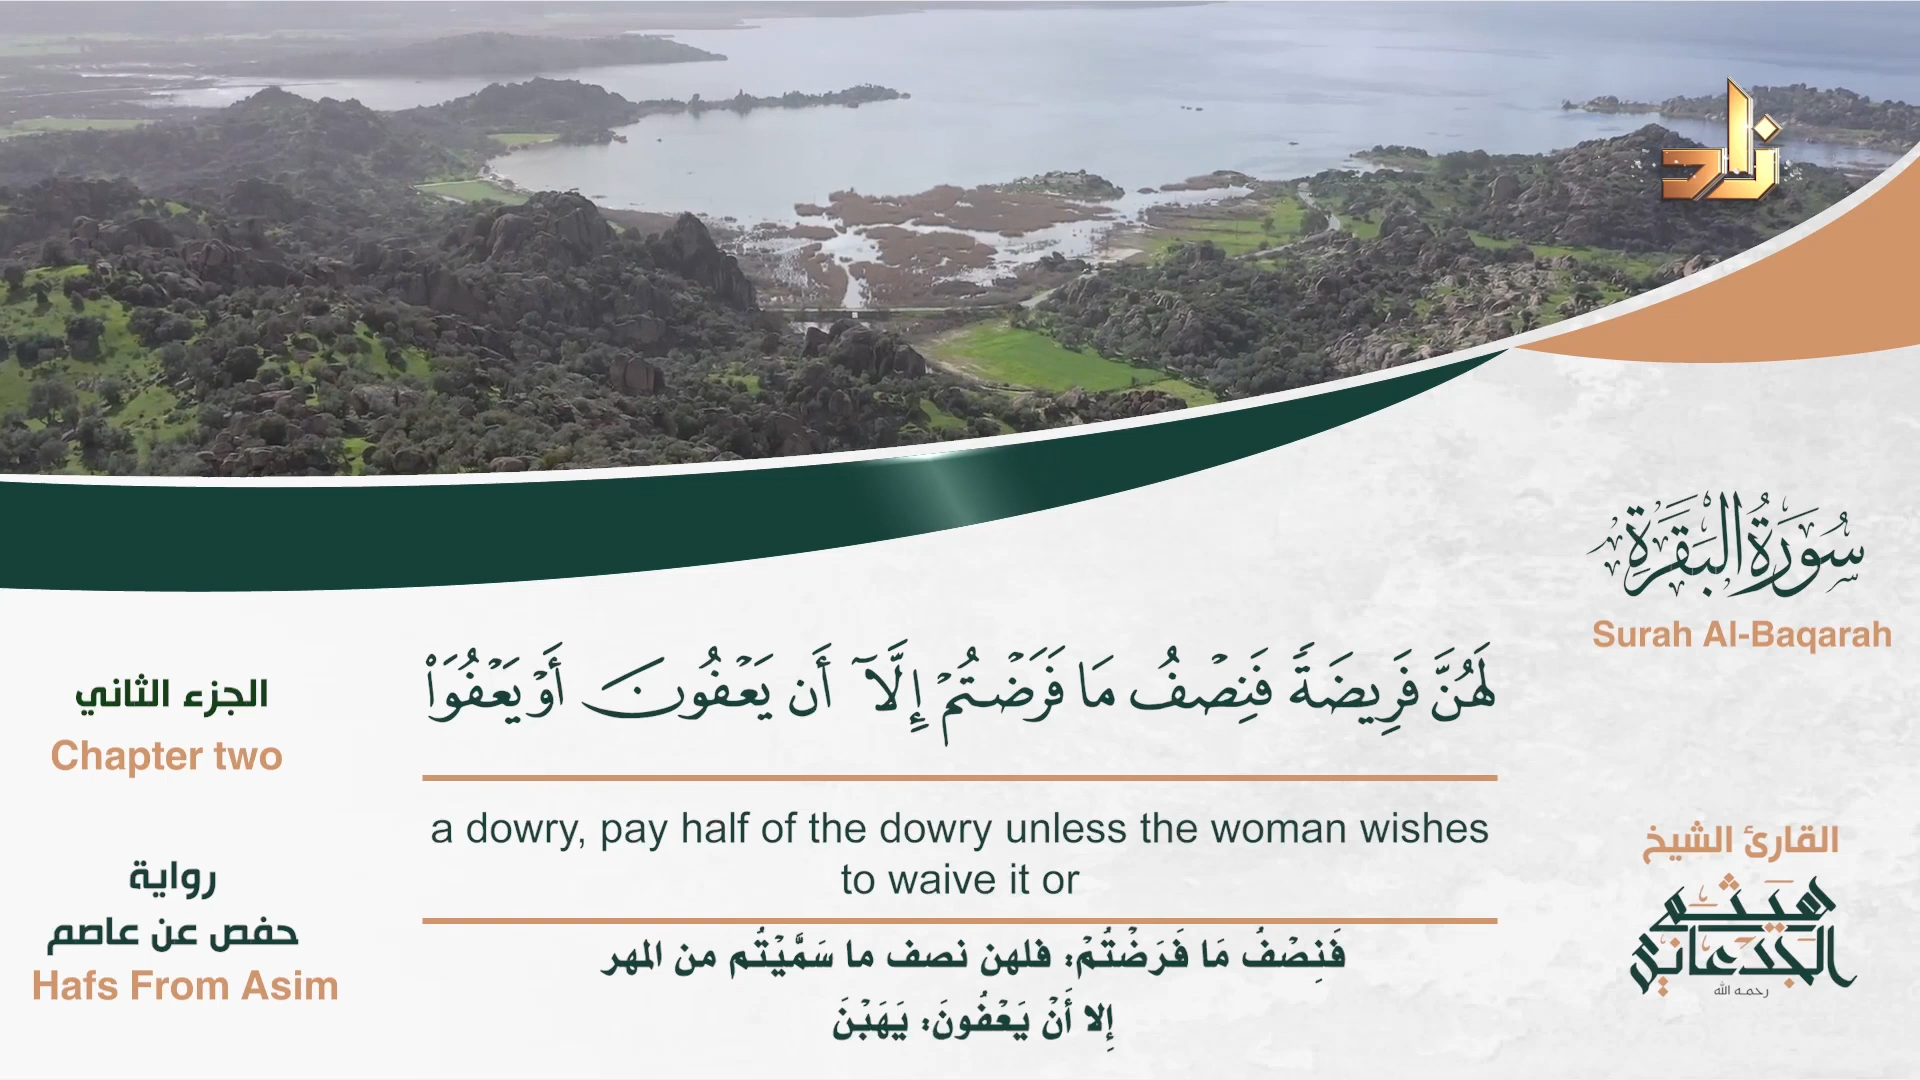 زاد
سُورَةُ البَقَرَةِ
Surah Al-Baqarah
لَهُنَّ فَرِيضَةً فَنِصۡفُ مَا فَرَضۡتُمۡ إِلَّآ أَن يَعۡفُونَ أَوۡ يَعۡفُوَاْ
a dowry, pay half of the dowry unless the woman wishes
to waive it or
فَنِصْفُ مَا فَرَضْتُمْ: فلهن نصف ما سَمَّيْتُم من المهر
إِلا أَنْ يَعْفُونَ: يَهَبْنَ
الجزء الثاني
Chapter two
رواية
حفص عن عاصم
Hafs From Asim
القارئ الشيخ
هيثم
الجدعاني
رحمه الله